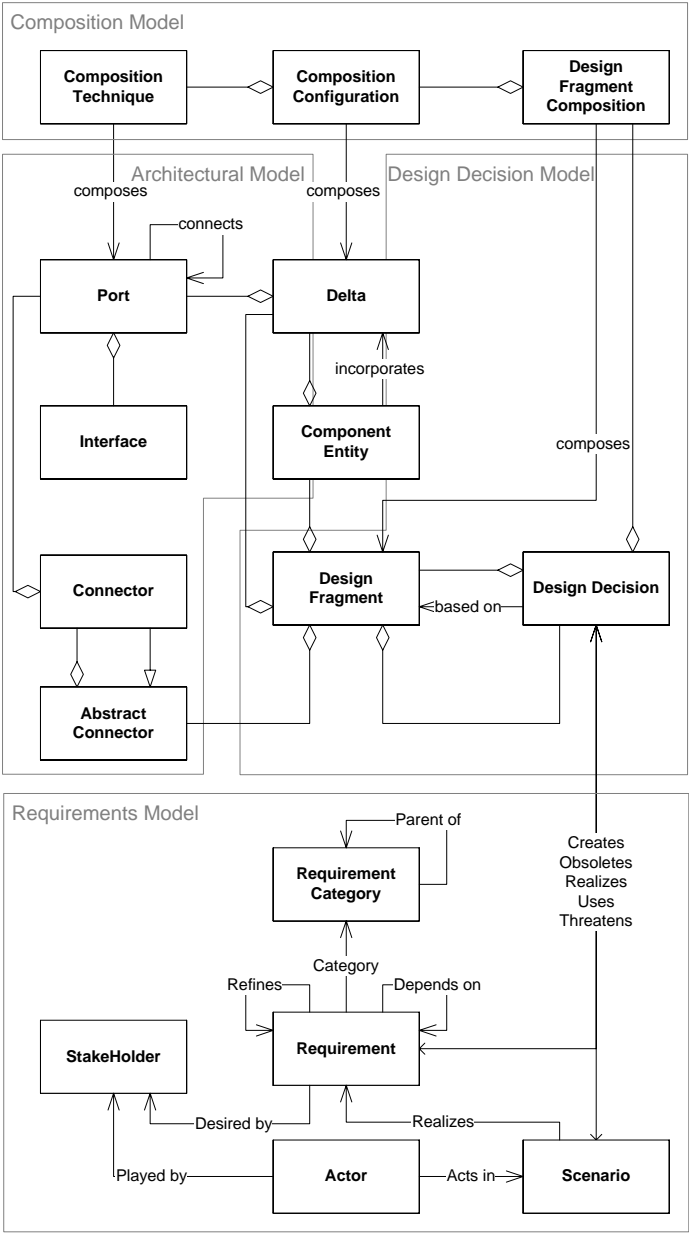 Composition Model
Composition
Technique
Composition
Configuration
Design
Fragment
Composition
Architectural Model
Design Decision Model
composes
composes
connects
Port
Delta
incorporates
Interface
Component
Entity
composes
Connector
Design
Fragment
Design Decision
based on
Abstract
Connector
Requirements Model
Parent of
Creates
Obsoletes
Realizes
Uses
Threatens
Requirement
Category
Category
Refines
Depends on
StakeHolder
Requirement
Desired by
Realizes
Played by
Actor
Acts in
Scenario